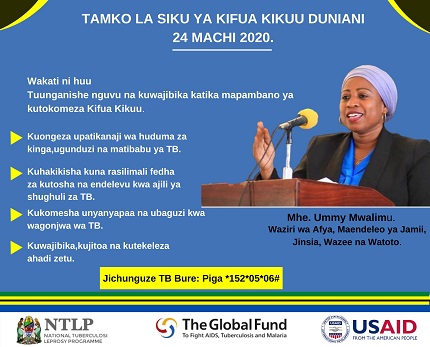 TAMKO LA SIKU YA KIFUA KIKUU DUNIANI
24 MACHI 2020.
Wakati ni huu
Tuunganishe nguvu na kuwajibika katika mapambano ya
kutokomeza Kifua Kikuu.
Kuongeza upatikanaji wa huduma za
kinga,ugunduzi na matibabu ya TB.
Kuhakikisha kuna rasilimali fedha
za kutosha na endelevu kwa ajili ya
shughuli za TB.
Kukomesha unyanyapaa na ubaguzi kwa
wagonjwa wa TB.
Kuwajibika,kujitoa na kutekeleza
ahadi zetu.
Mhe. Ummy Mwalimu.
Waziri wa Afya, Maendeleo ya Jamii,
Jinsia, Wazee na Watoto.
Jichunguze TB Bure: Piga *152*05*06#
NTLP
NATIONAL TUBERCULOSI
LEPROSY PROGRAMME
The Global Fund
To Fight AIDS, Tuberculosis and Malaria
USAID
FROM THE AMERICAN PEOPLE